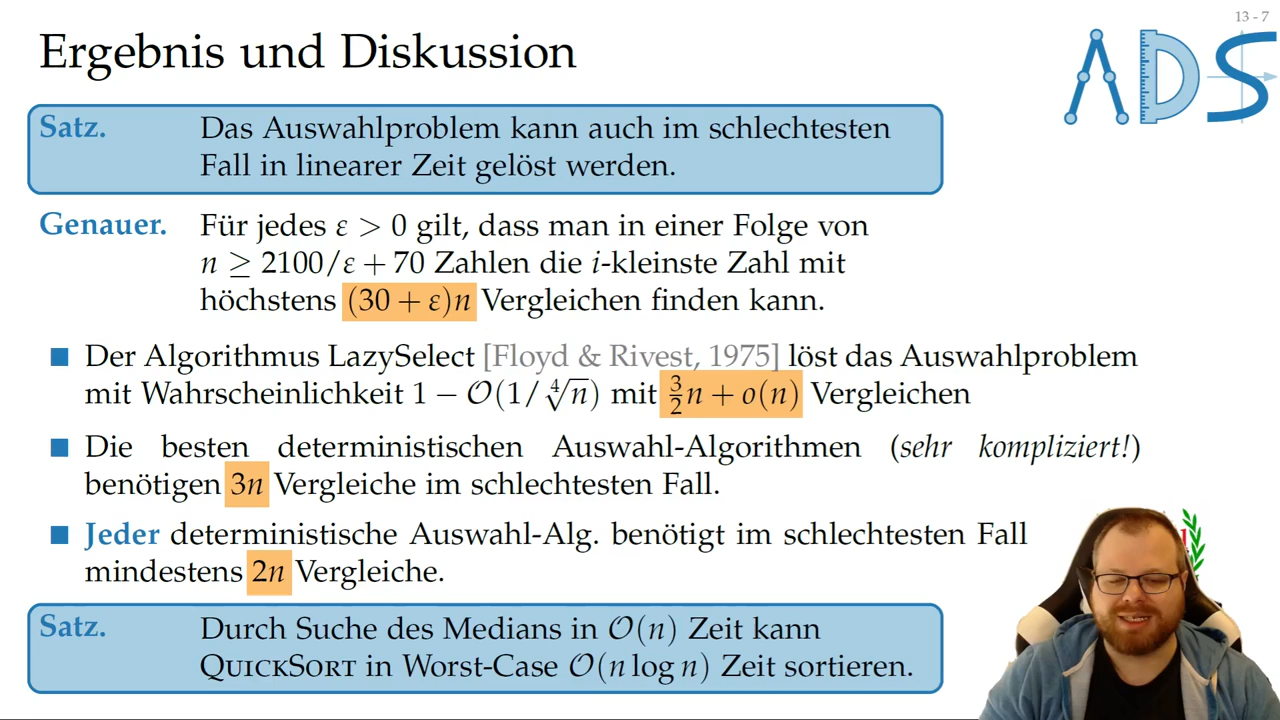 13 - 7
Ergebnis und Diskussion
ADS
Satz. Das Auswahlproblem kann auch im schlechtesten
Fall in linearer Zeit gelöst werden.
Genauer. Für jedes ε > 0 gilt, dass man in einer Folge von
n ≥ 2100/ε + 70 Zahlen die i-kleinste Zahl mit
höchstens (30 + ε)n Vergleichen finden kann.
■ Der Algorithmus LazySelect [Floyd & Rivest, 1975] löst das Auswahlproblem
mit Wahrscheinlichkeit 1 − O(1/∜n) mit 3/2 n + o(n) Vergleichen
■ Die besten deterministischen Auswahl-Algorithmen (sehr kompliziert!)
benötigen 3n Vergleiche im schlechtesten Fall.
■ Jeder deterministische Auswahl-Alg. benötigt im schlechtesten Fall
mindestens 2n Vergleiche.
Satz. Durch Suche des Medians in O(n) Zeit kann
QUICKSORT in Worst-Case O(n log n) Zeit sortieren.